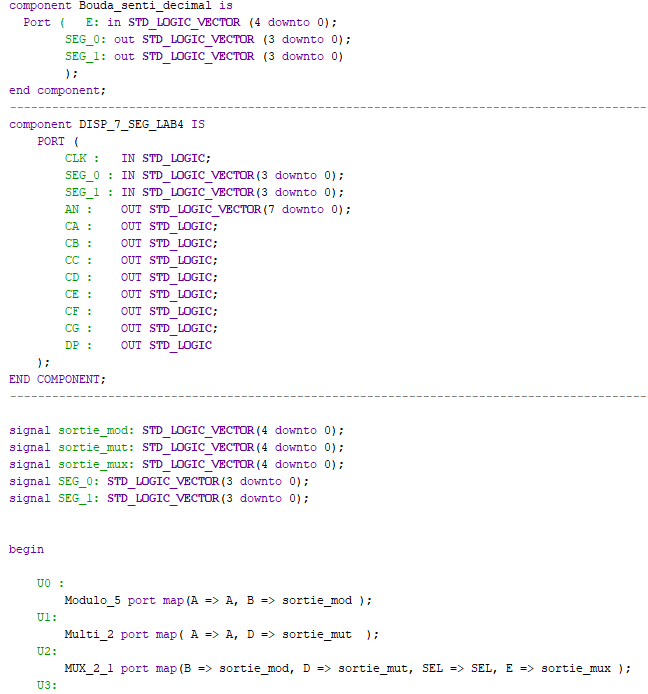 component Bouda_senti_decimal is
Port ( E: in STD_LOGIC_VECTOR (4 downto 0);
SEG_0: out STD_LOGIC_VECTOR (3 downto 0);
SEG_1: out STD_LOGIC_VECTOR (3 downto 0)
);
end component;
--------------------------------------------------------------------------------------------
component DISP_7_SEG_LAB4 IS
PORT (
CLK : IN STD_LOGIC;
SEG_0 : IN STD_LOGIC_VECTOR(3 downto 0);
SEG_1 : IN STD_LOGIC_VECTOR(3 downto 0);
AN : OUT STD_LOGIC_VECTOR(7 downto 0);
CA : OUT STD_LOGIC;
CB : OUT STD_LOGIC;
CC : OUT STD_LOGIC;
CD : OUT STD_LOGIC;
CE : OUT STD_LOGIC;
CF : OUT STD_LOGIC;
CG : OUT STD_LOGIC;
DP : OUT STD_LOGIC
);
END COMPONENT;
--------------------------------------------------------------------------------------------
signal sortie_mod: STD_LOGIC_VECTOR(4 downto 0);
signal sortie_mut: STD_LOGIC_VECTOR(4 downto 0);
signal sortie_mux: STD_LOGIC_VECTOR(4 downto 0);
signal SEG_0: STD_LOGIC_VECTOR(3 downto 0);
signal SEG_1: STD_LOGIC_VECTOR(3 downto 0);
begin
U0 :
Modulo_5 port map(A => A, B => sortie_mod );
U1:
Multi_2 port map( A => A, D => sortie_mut );
U2:
MUX_2_1 port map(B => sortie_mod, D => sortie_mut, SEL => SEL, E => sortie_mux );
U3: